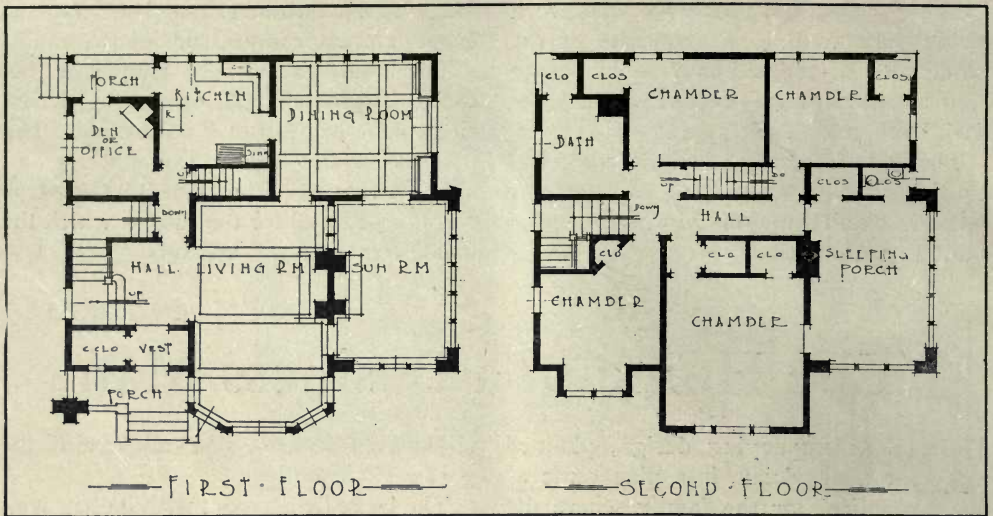 PORCH
KITCHEN
CUP
R
DEN
OR
OFFICE
DINING ROOM
SINK
UP
DOWN
HALL
LIVING RM
SUN RM
UP
C CLO
VEST
PORCH
FIRST · FLOOR
CLO
CLOS
CHAMBER
CHAMBER
CLOS
BATH
UP
DO
CLOS
CLOS
DOWN
HALL
CLO
CLO
CLO
SLEEPING
PORCH
CHAMBER
CHAMBER
SECOND · FLOOR